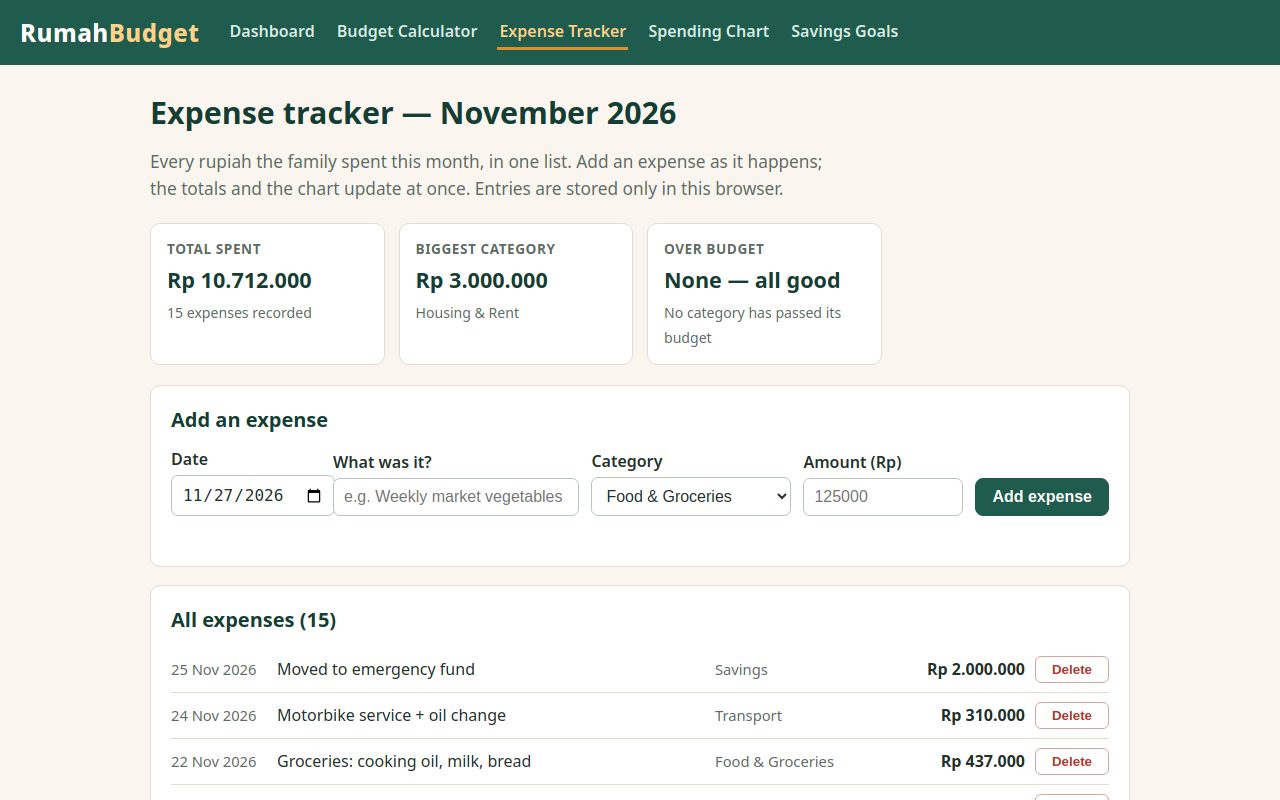 RumahBudget Dashboard Budget Calculator Expense Tracker Spending Chart Savings Goals
Expense tracker — November 2026
Every rupiah the family spent this month, in one list. Add an expense as it happens;
the totals and the chart update at once. Entries are stored only in this browser.
TOTAL SPENT
Rp 10.712.000
15 expenses recorded
BIGGEST CATEGORY
Rp 3.000.000
Housing & Rent
OVER BUDGET
None — all good
No category has passed its
budget
Add an expense
Date
11/27/2026
What was it?
e.g. Weekly market vegetables
Category
Food & Groceries
Amount (Rp)
125000
Add expense
All expenses (15)
25 Nov 2026 Moved to emergency fund Savings Rp 2.000.000 Delete
24 Nov 2026 Motorbike service + oil change Transport Rp 310.000 Delete
22 Nov 2026 Groceries: cooking oil, milk, bread Food & Groceries Rp 437.000 Delete